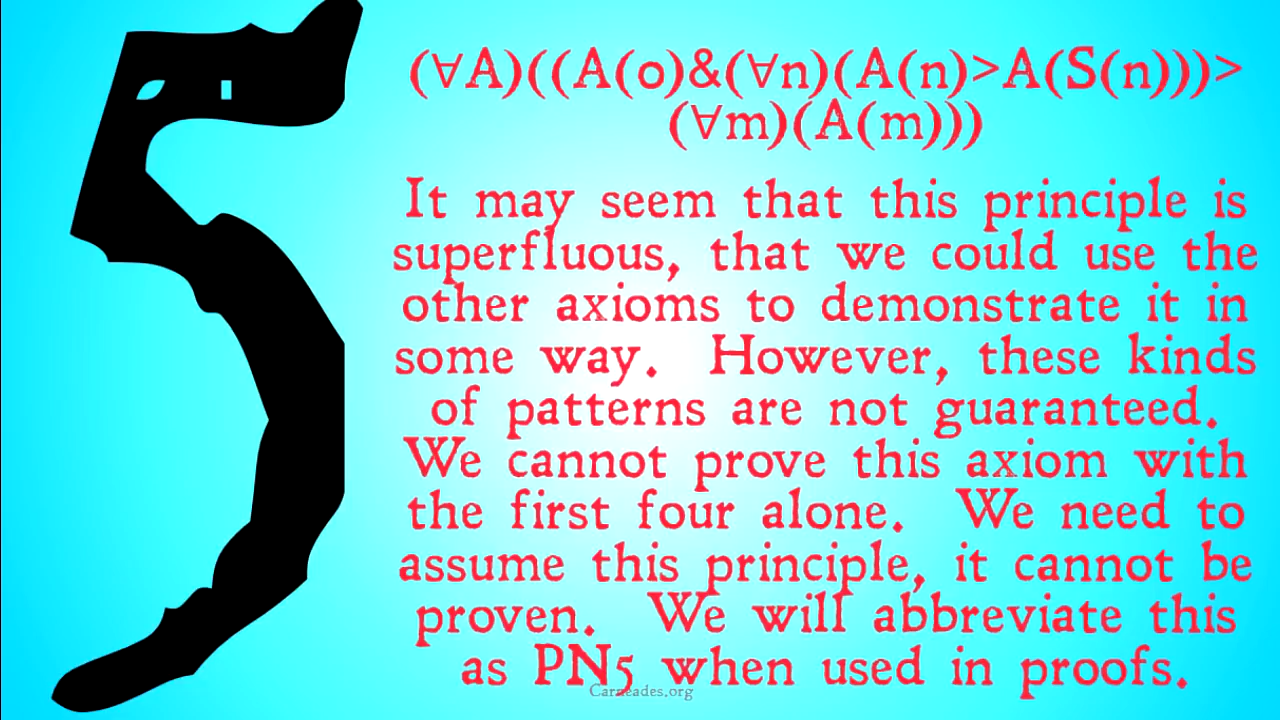 (∀A)((A(0)&(∀n)(A(n)>A(S(n)))>
(∀m)(A(m)))
It may seem that this principle is
superfluous, that we could use the
other axioms to demonstrate it in
some way. However, these kinds
of patterns are not guaranteed.
We cannot prove this axiom with
the first four alone. We need to
assume this principle, it cannot be
proven. We will abbreviate this
as PN5 when used in proofs.
Carneades.org
5